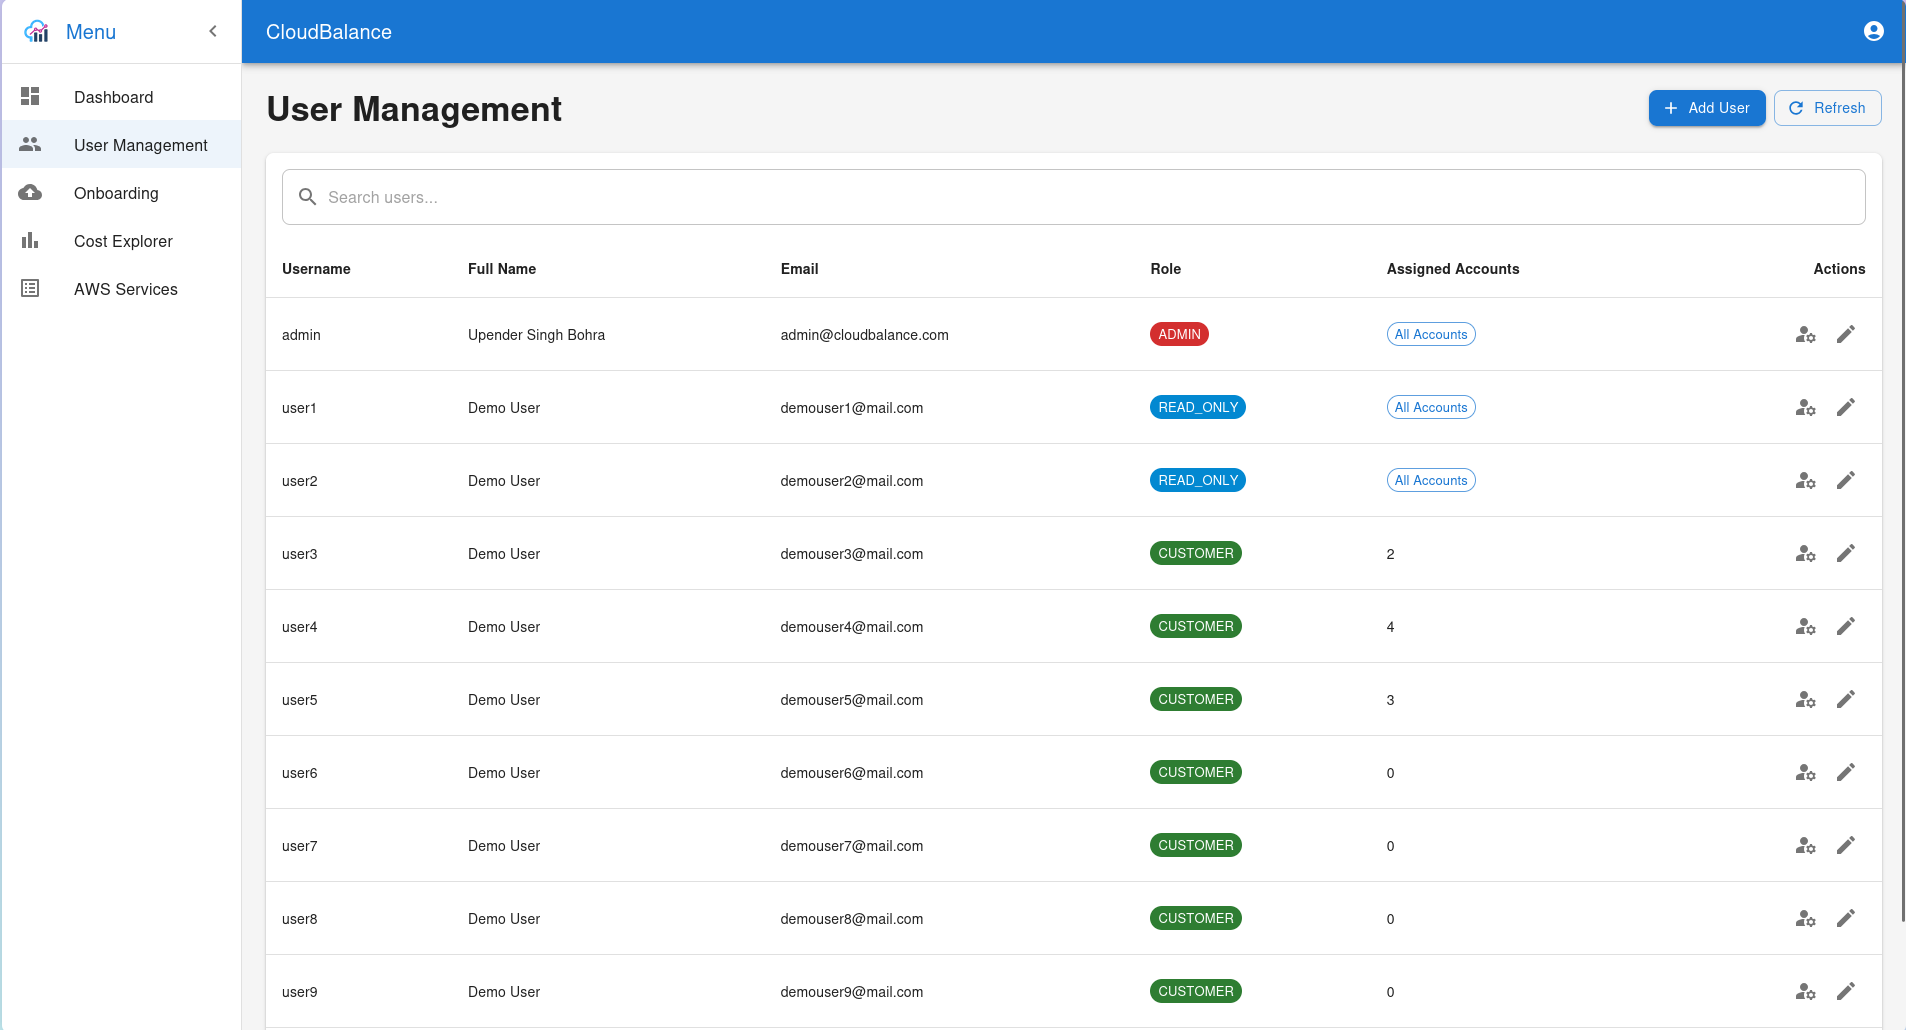 Menu
CloudBalance
Dashboard
User Management
Onboarding
Cost Explorer
AWS Services
User Management
Add User Refresh
Search users...
Username Full Name Email Role Assigned Accounts Actions
admin Upender Singh Bohra admin@cloudbalance.com ADMIN All Accounts
user1 Demo User demouser1@mail.com READ_ONLY All Accounts
user2 Demo User demouser2@mail.com READ_ONLY All Accounts
user3 Demo User demouser3@mail.com CUSTOMER 2
user4 Demo User demouser4@mail.com CUSTOMER 4
user5 Demo User demouser5@mail.com CUSTOMER 3
user6 Demo User demouser6@mail.com CUSTOMER 0
user7 Demo User demouser7@mail.com CUSTOMER 0
user8 Demo User demouser8@mail.com CUSTOMER 0
user9 Demo User demouser9@mail.com CUSTOMER 0